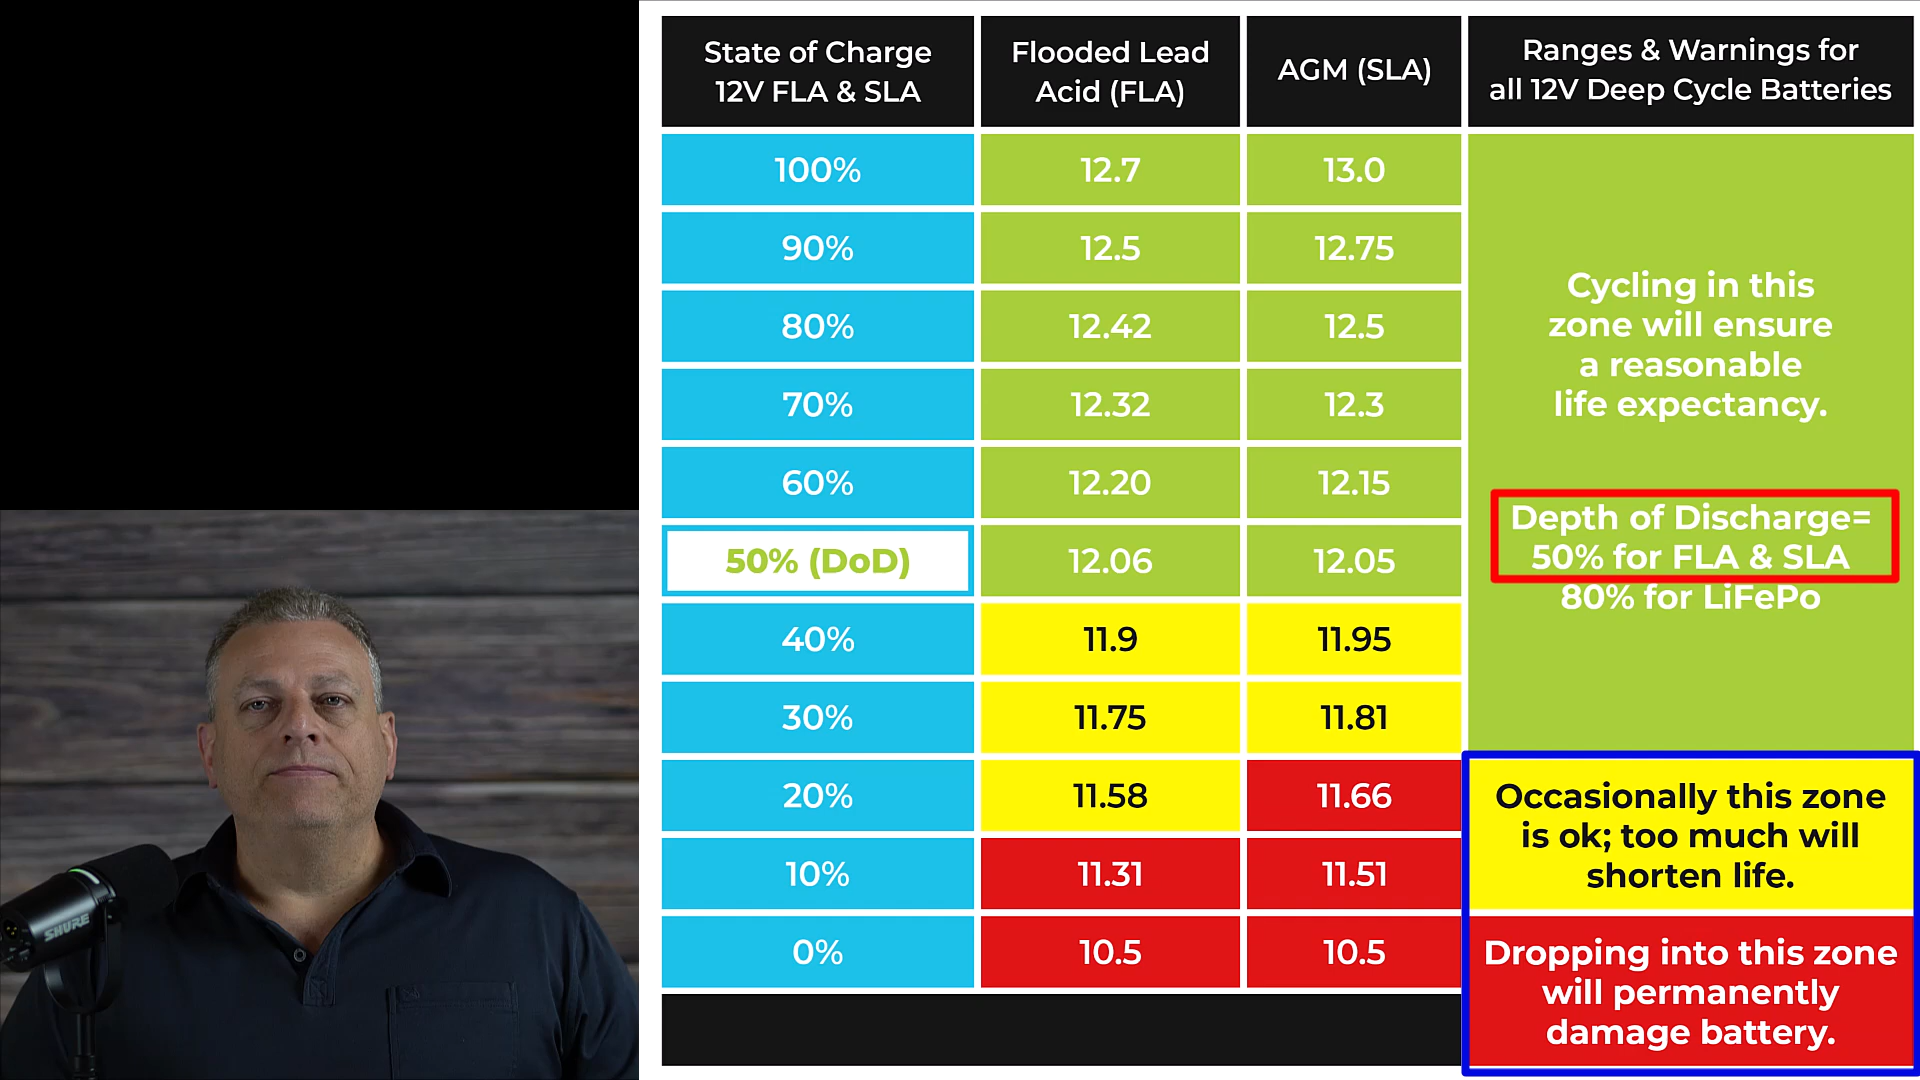 State of Charge
12V FLA & SLA
Flooded Lead
Acid (FLA)
AGM (SLA)
Ranges & Warnings for
all 12V Deep Cycle Batteries
100%
12.7
13.0
90%
12.5
12.75
80%
12.42
12.5
70%
12.32
12.3
60%
12.20
12.15
50% (DoD)
12.06
12.05
40%
11.9
11.95
30%
11.75
11.81
20%
11.58
11.66
10%
11.31
11.51
0%
10.5
10.5
Cycling in this
zone will ensure
a reasonable
life expectancy.
Depth of Discharge=
50% for FLA & SLA
80% for LiFePo
Occasionally this zone
is ok; too much will
shorten life.
Dropping into this zone
will permanently
damage battery.
SHURE